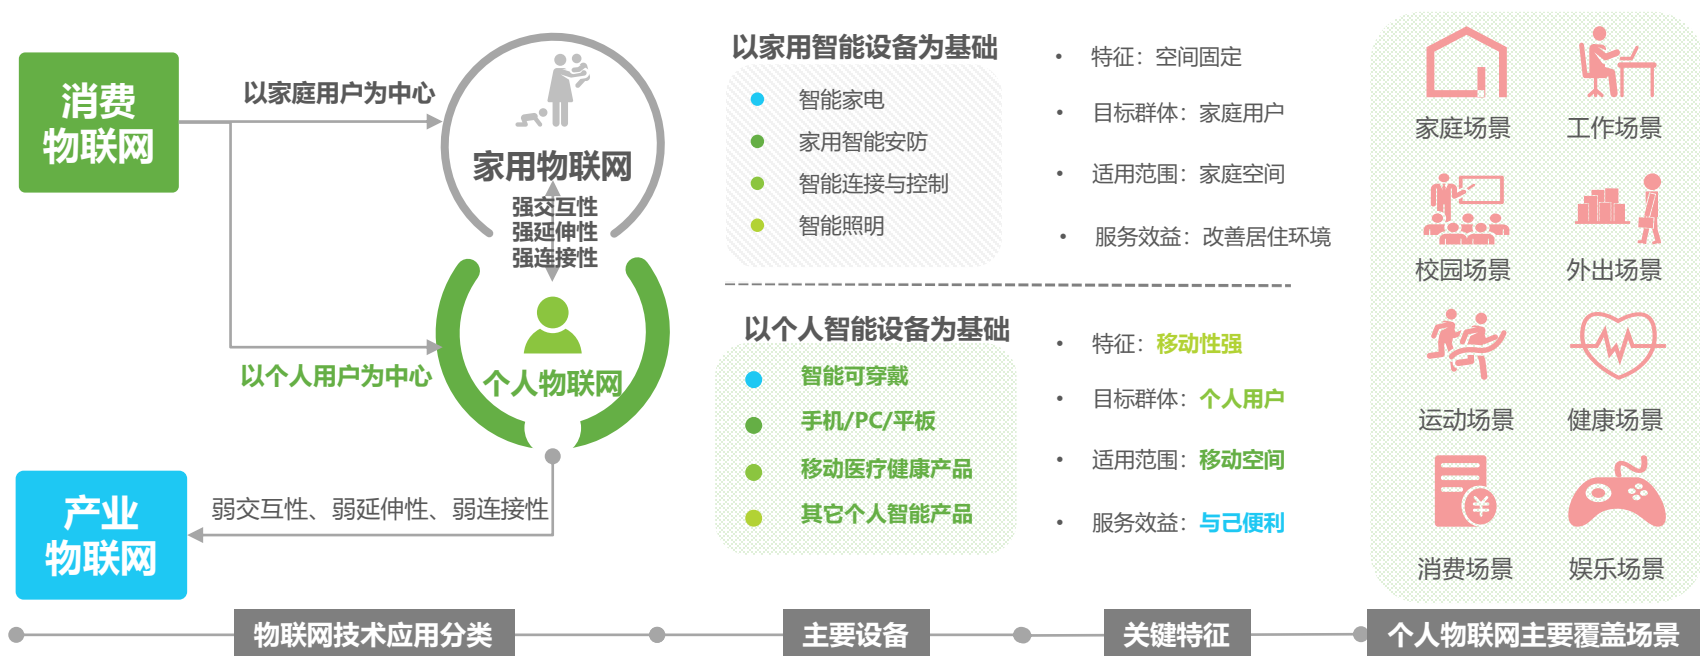 消费
物联网
以家庭用户为中心
家用物联网
强交互性
强延伸性
强连接性
以个人用户为中心
个人物联网
产业
物联网
弱交互性、弱延伸性、弱连接性
以家用智能设备为基础
智能家电
家用智能安防
智能连接与控制
智能照明
• 特征：空间固定
• 目标群体：家庭用户
• 适用范围：家庭空间
• 服务效益：改善居住环境
以个人智能设备为基础
智能可穿戴
手机/PC/平板
移动医疗健康产品
其它个人智能产品
• 特征：移动性强
• 目标群体：个人用户
• 适用范围：移动空间
• 服务效益：与己便利
家庭场景
工作场景
校园场景
外出场景
运动场景
健康场景
¥
消费场景
娱乐场景
物联网技术应用分类
主要设备
关键特征
个人物联网主要覆盖场景